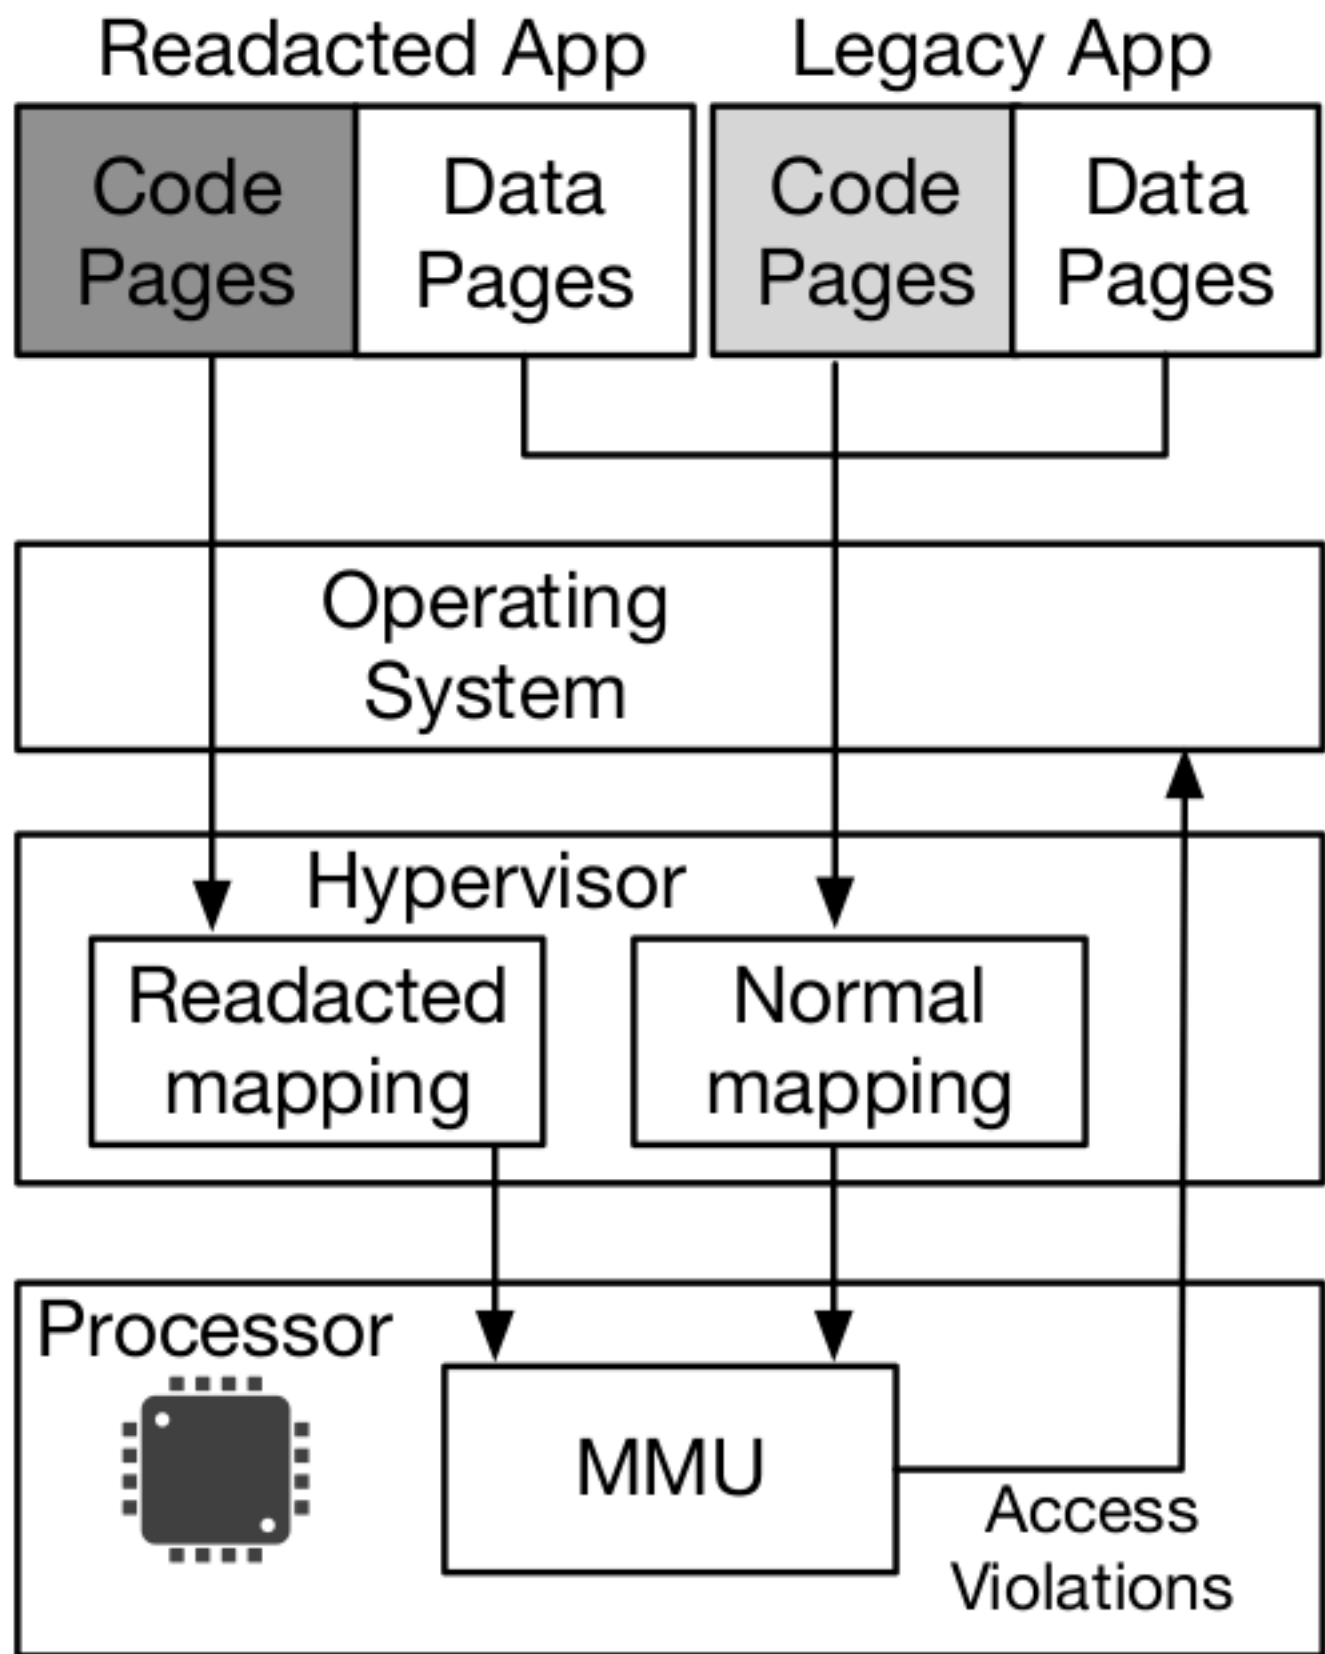 Readacted App
Legacy App
Code
Pages
Data
Pages
Code
Pages
Data
Pages
Operating
System
Hypervisor
Readacted
mapping
Normal
mapping
Processor
MMU
Access
Violations